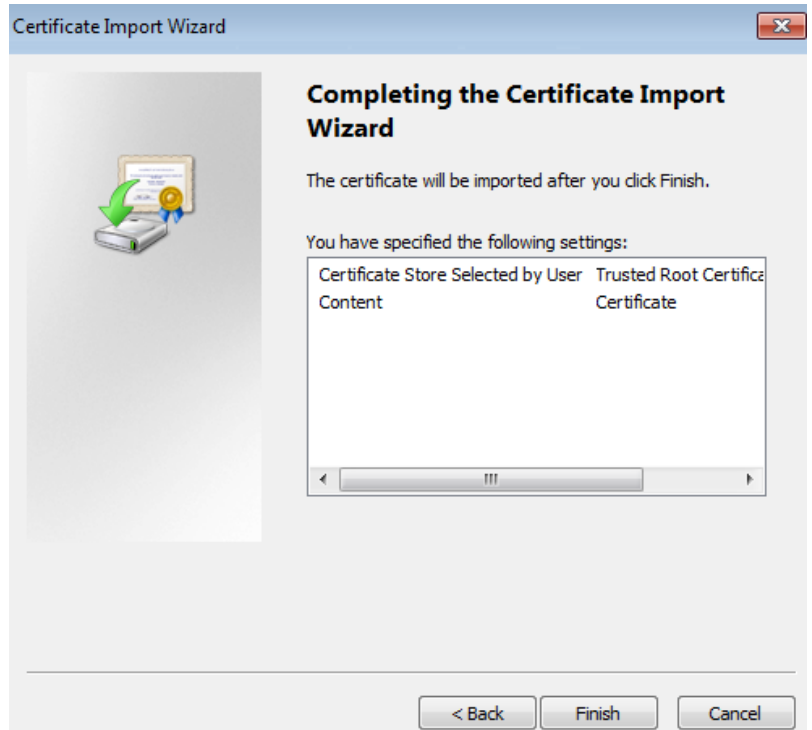 Certificate Import Wizard
Completing the Certificate Import
Wizard
The certificate will be imported after you click Finish.
You have specified the following settings:
Certificate Store Selected by User Trusted Root Certifica
Content Certificate
< Back Finish Cancel